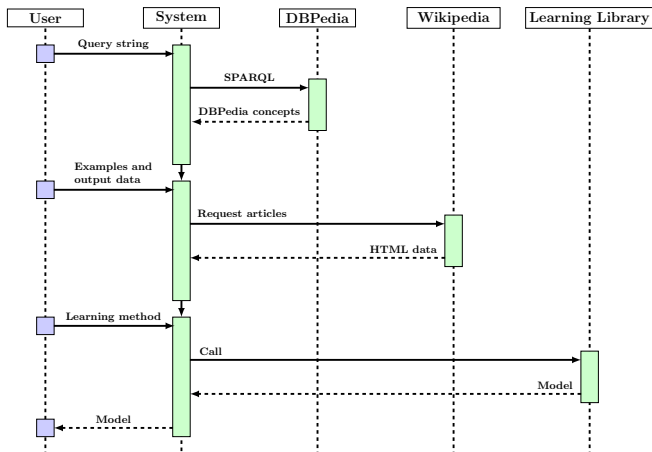 User System DBPedia Wikipedia Learning Library
Query string
SPARQL
DBPedia concepts
Examples and
output data
Request articles
HTML data
Learning method
Call
Model
Model